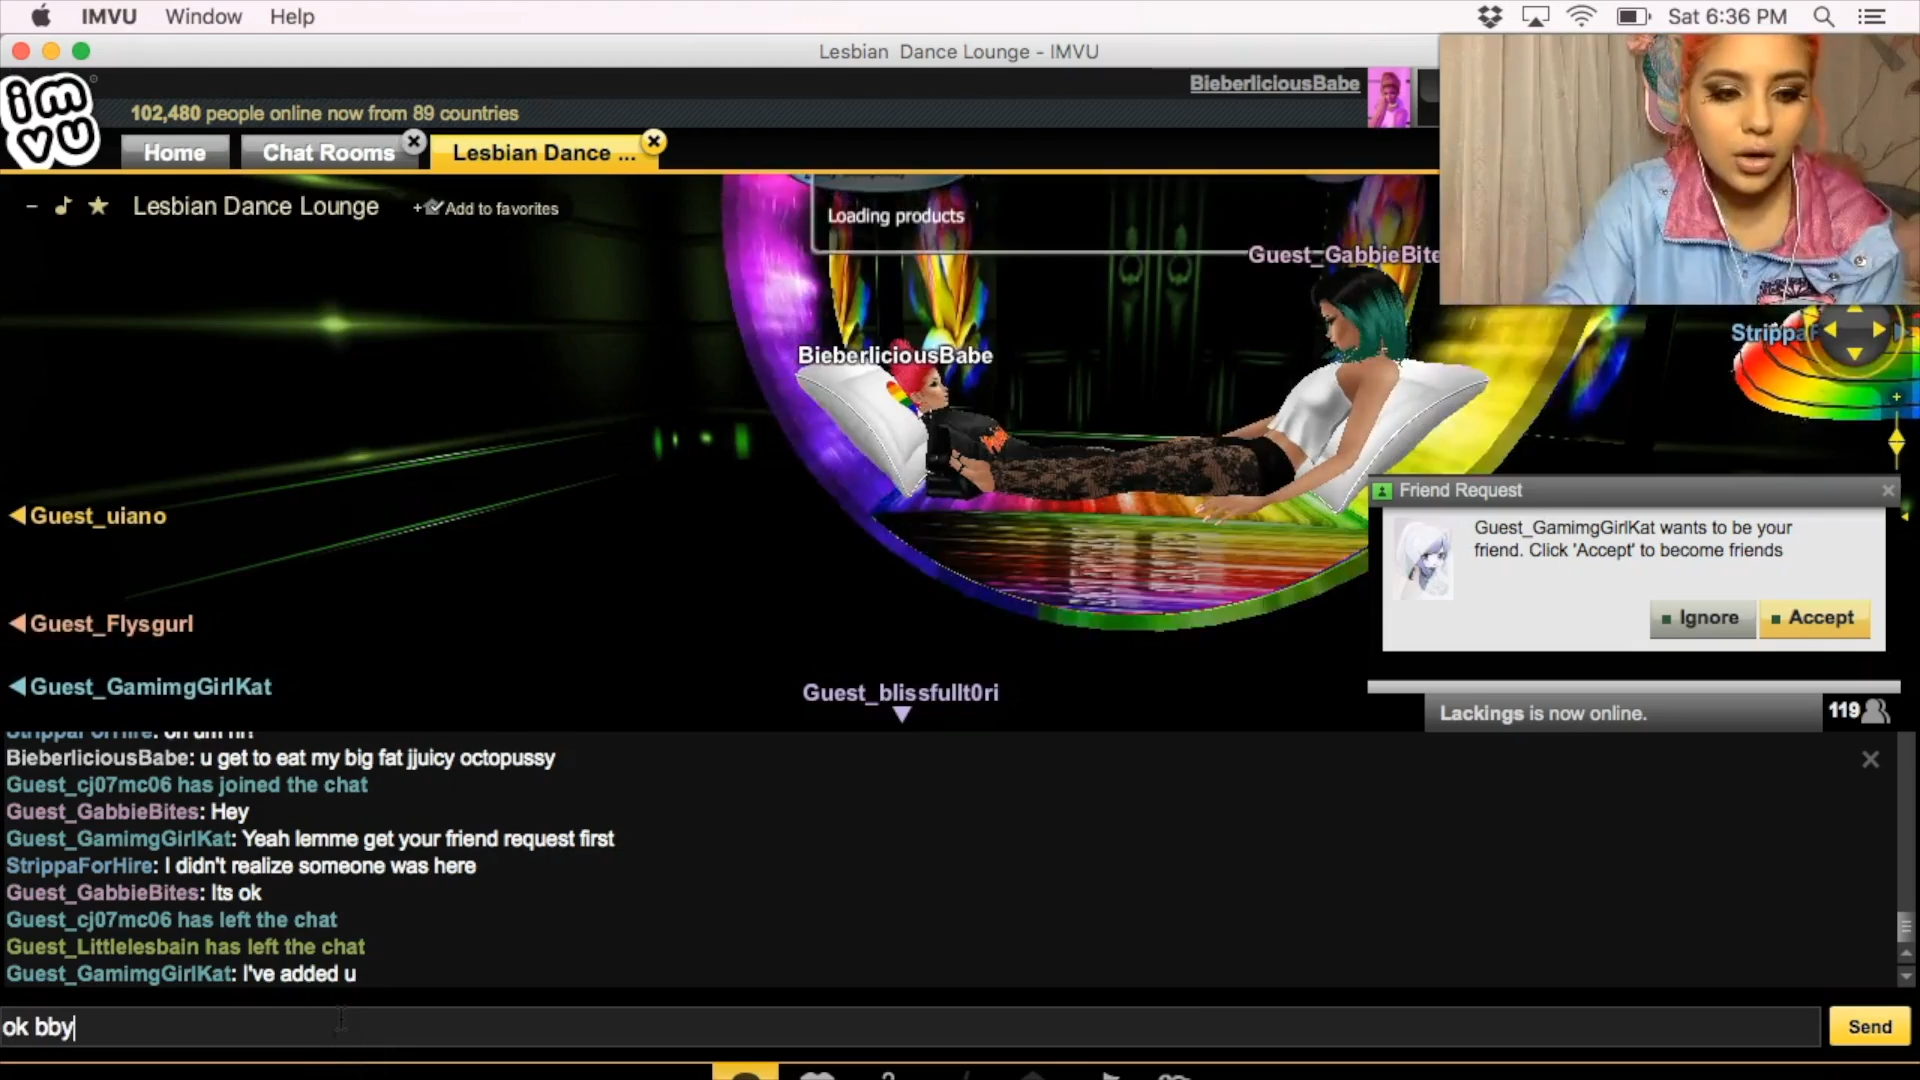 IMVU Window Help
Sat 6:36 PM
Lesbian Dance Lounge - IMVU
imvu
BieberliciousBabe
102,480 people online now from 89 countries
Home
Chat Rooms
Lesbian Dance ...
Lesbian Dance Lounge
+ Add to favorites
Loading products
Guest_GabbieBite
Strippa
BieberliciousBabe
Friend Request
Guest_GamimgGirlKat wants to be your
friend. Click 'Accept' to become friends
Ignore
Accept
Guest_uiano
Guest_Flysgurl
Guest_GamimgGirlKat
Guest_blissfullt0ri
Lackings is now online.
119
StrippaForHire:
BieberliciousBabe: u get to eat my big fat jjuicy octopussy
Guest_cj07mc06 has joined the chat
Guest_GabbieBites: Hey
Guest_GamimgGirlKat: Yeah lemme get your friend request first
StrippaForHire: I didn't realize someone was here
Guest_GabbieBites: Its ok
Guest_cj07mc06 has left the chat
Guest_Littlelesbain has left the chat
Guest_GamimgGirlKat: I've added u
ok bby
Send